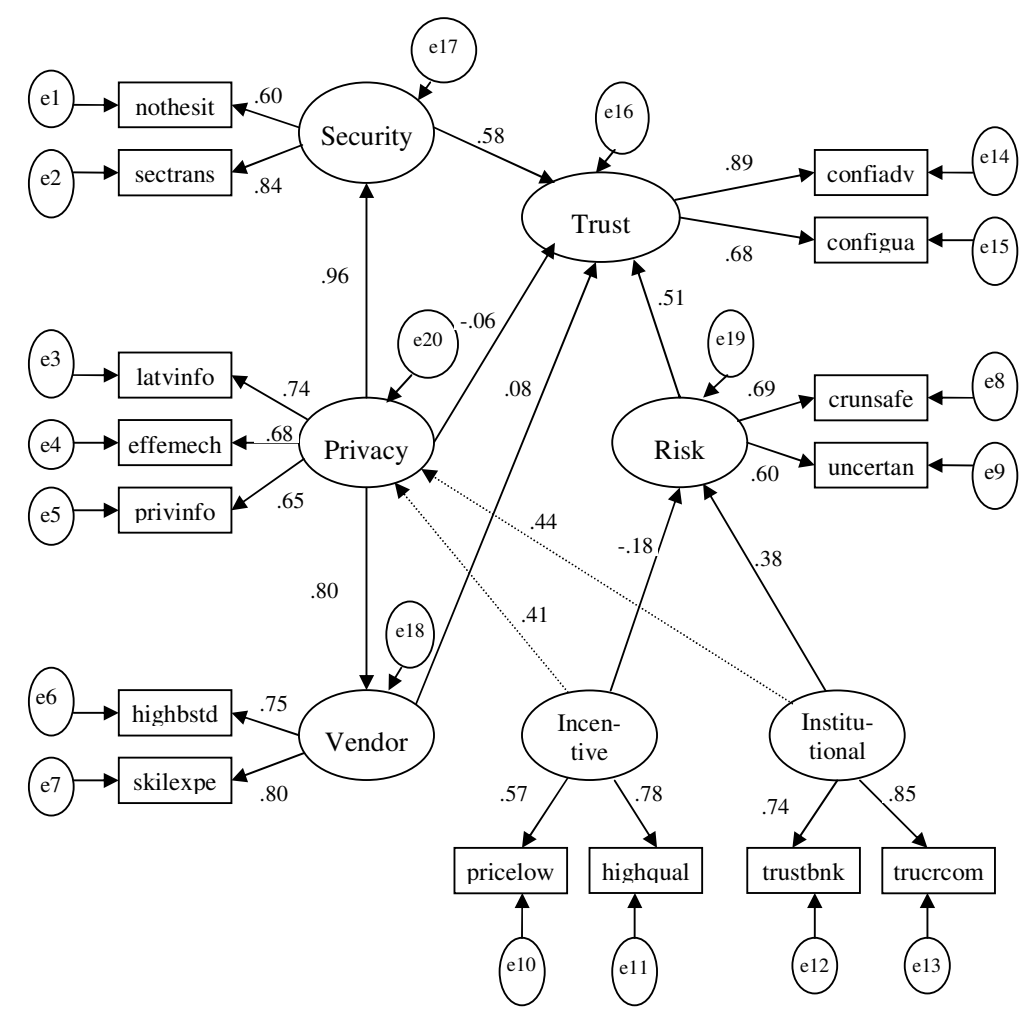 e17
e1
nothesit
.60
Security
.58
e16
e2
sectrans
.84
Trust
.89
confiadv
e14
.68
configua
e15
.96
-.06
.51
e20
e19
.08
e3
latvinfo
.74
e4
effemech
.68
Privacy
e5
privinfo
.65
Risk
.69
crunsafe
e8
.60
uncertan
e9
.44
-.18
.38
.80
.41
e18
e6
highbstd
.75
Vendor
e7
skilexpe
.80
Incen-
tive
Institu-
tional
.57
.78
.74
.85
pricelow
highqual
trustbnk
trucrcom
e10
e11
e12
e13